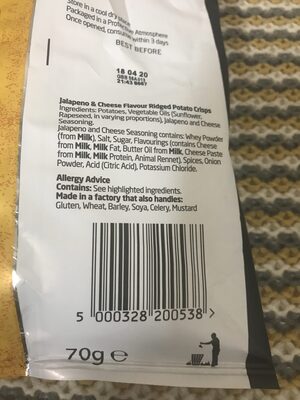 Store in a cool dry place
Packaged in a Protective Atmosphere
Once opened, consume within 3 days
BEST BEFORE
18 04 20
21:43
Jalapeno & Cheese Flavour Ridged Potato Crisps
Ingredients: Potatoes, Vegetable Oils (Sunflower,
Rapeseed, in varying proportions), Jalapeno and Cheese
Seasoning.
Jalapeno and Cheese Seasoning contains: Whey Powder
(from Milk), Salt, Sugar, Flavourings (contains Cheese
from Milk, Milk Fat, Butter Oil from Milk, Cheese Paste
from Milk, Milk Protein, Animal Rennet), Spices, Onion
Powder, Acid (Citric Acid), Potassium Chloride.
Allergy Advice
Contains: See highlighted ingredients.
Made in a factory that also handles:
Gluten, Wheat, Barley, Soya, Celery, Mustard
5 000328 200538 >
70g e